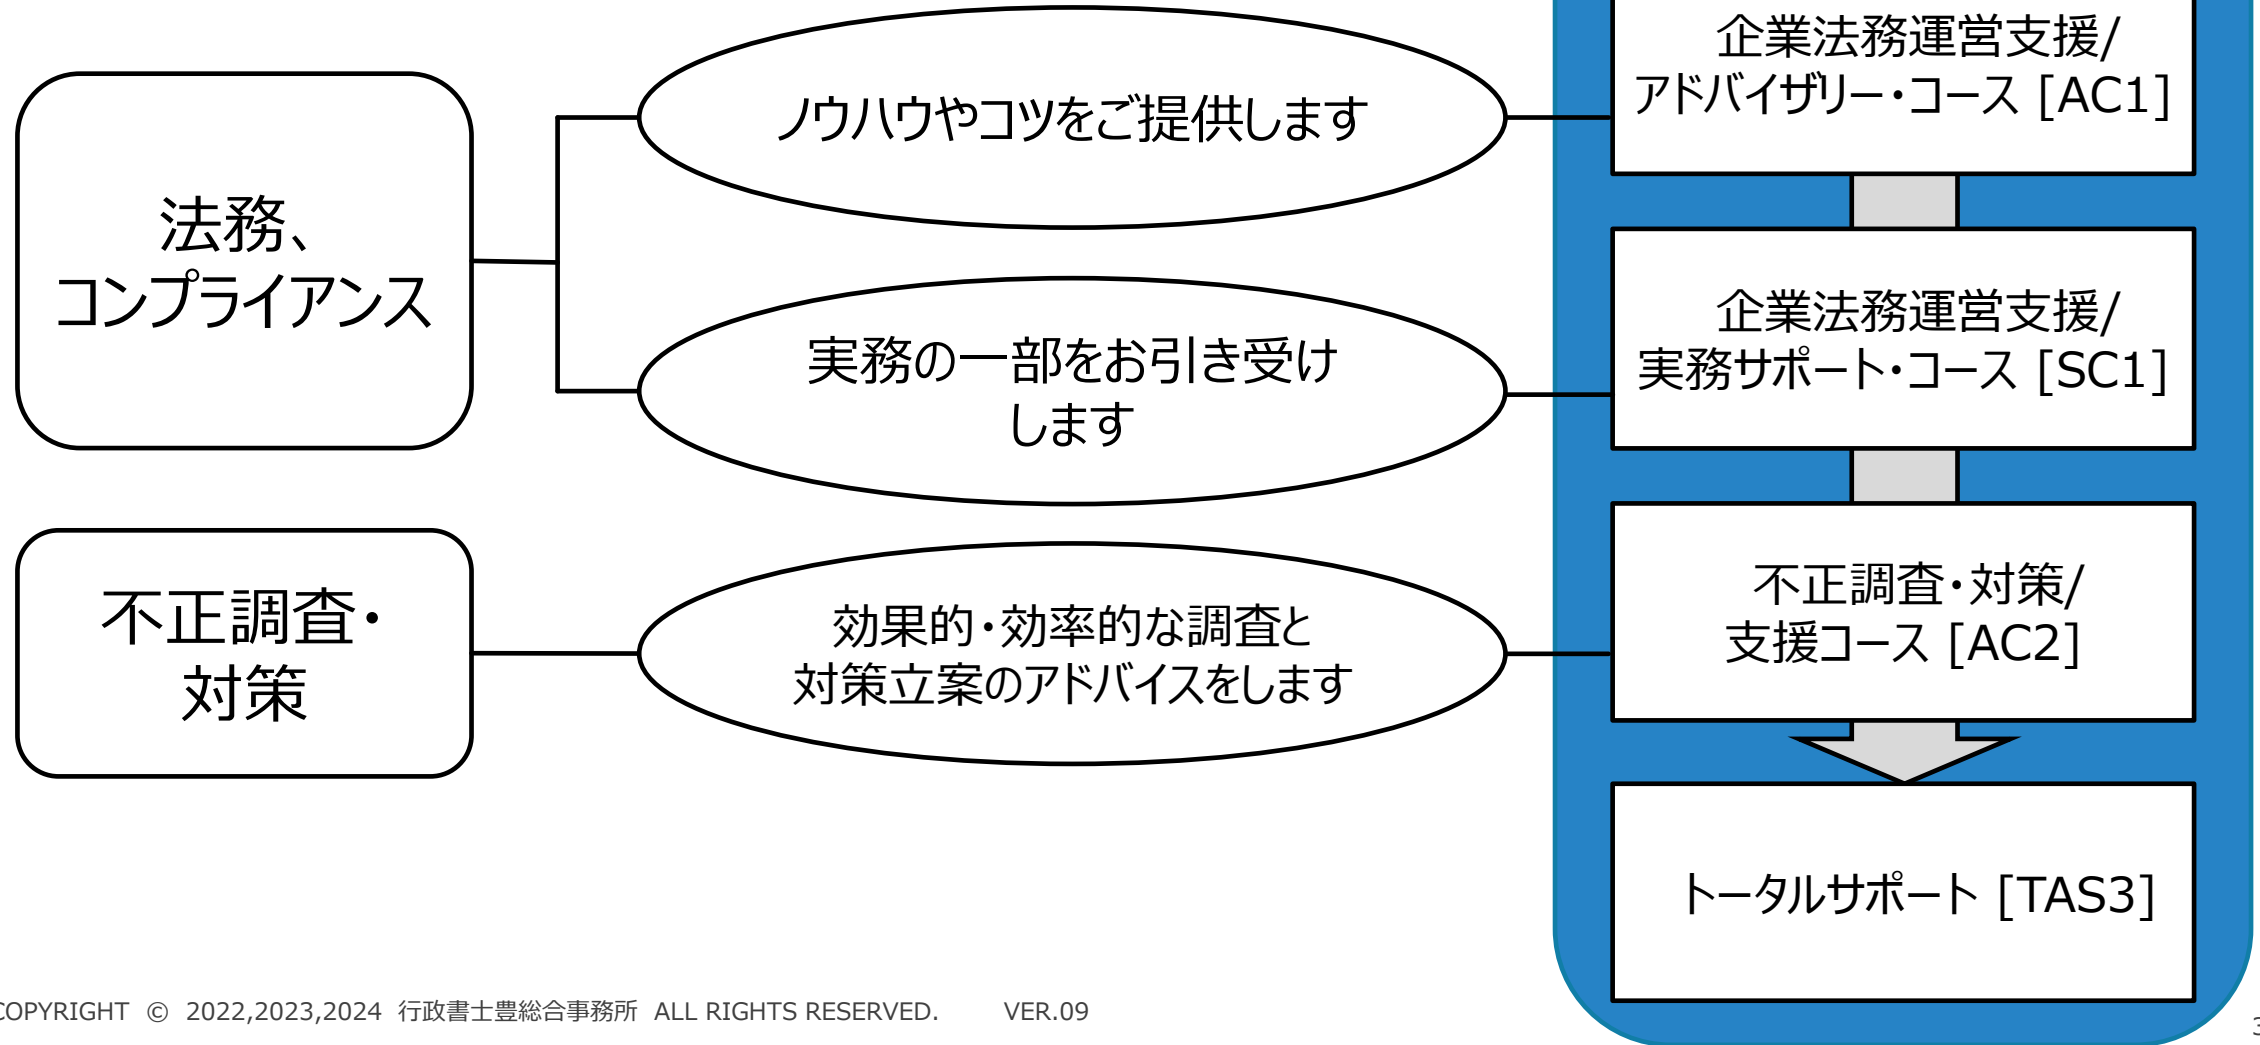 法務、
コンプライアンス
ノウハウやコツをご提供します
企業法務運営支援/
アドバイザリー・コース [AC1]
実務の一部をお引き受け
します
企業法務運営支援/
実務サポート・コース [SC1]
不正調査・
対策
効果的・効率的な調査と
対策立案のアドバイスをします
不正調査・対策/
支援コース [AC2]
トータルサポート [TAS3]
COPYRIGHT © 2022,2023,2024 行政書士豊総合事務所 ALL RIGHTS RESERVED. VER.09